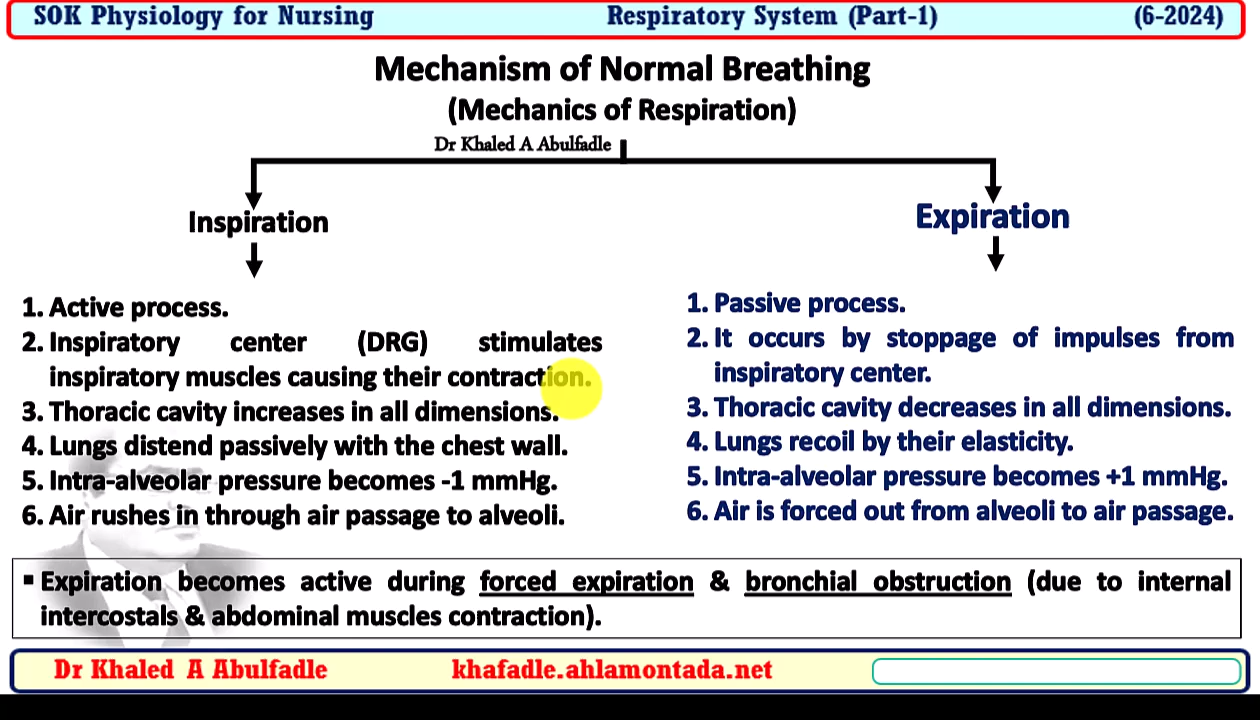 SOK Physiology for Nursing Respiratory System (Part-1) (6-2024)
Mechanism of Normal Breathing
(Mechanics of Respiration)
Dr Khaled A Abulfadle
Inspiration
1. Active process.
2. Inspiratory center (DRG) stimulates
inspiratory muscles causing their contraction.
3. Thoracic cavity increases in all dimensions.
4. Lungs distend passively with the chest wall.
5. Intra-alveolar pressure becomes -1 mmHg.
6. Air rushes in through air passage to alveoli.
Expiration
1. Passive process.
2. It occurs by stoppage of impulses from
inspiratory center.
3. Thoracic cavity decreases in all dimensions.
4. Lungs recoil by their elasticity.
5. Intra-alveolar pressure becomes +1 mmHg.
6. Air is forced out from alveoli to air passage.
▪ Expiration becomes active during forced expiration & bronchial obstruction (due to internal
intercostals & abdominal muscles contraction).
Dr Khaled A Abulfadle khafadle.ahlamontada.net